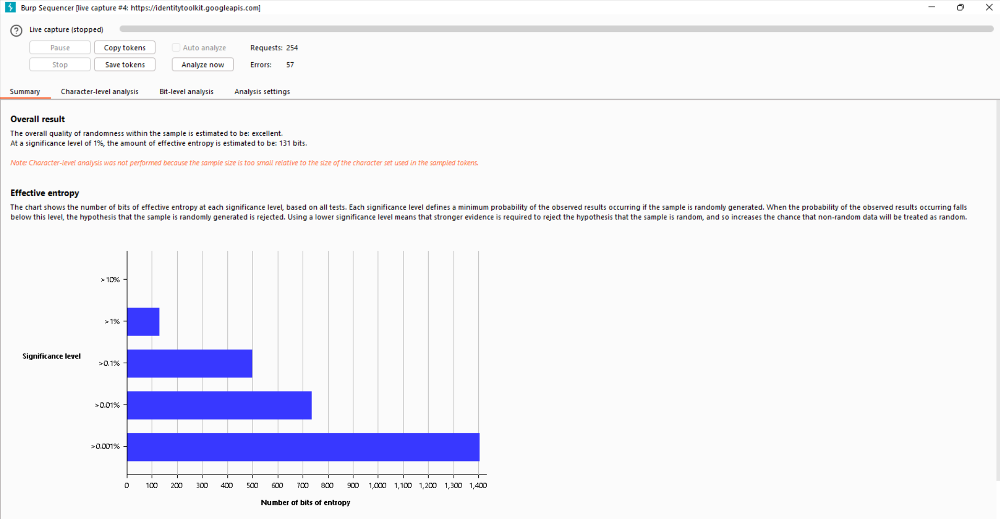 Burp Sequencer [live capture #4: https://identitytoolkit.googleapis.com]
Live capture (stopped)
Pause Copy tokens Auto analyze Requests: 254
Stop Save tokens Analyze now Errors: 57
Summary Character-level analysis Bit-level analysis Analysis settings
Overall result
The overall quality of randomness within the sample is estimated to be: excellent.
At a significance level of 1%, the amount of effective entropy is estimated to be: 131 bits.
Note: Character-level analysis was not performed because the sample size is too small relative to the size of the character set used in the sampled tokens.
Effective entropy
The chart shows the number of bits of effective entropy at each significance level, based on all tests. Each significance level defines a minimum probability of the observed results occurring if the sample is randomly generated. When the probability of the observed results occurring falls
below this level, the hypothesis that the sample is randomly generated is rejected. Using a lower significance level means that stronger evidence is required to reject the hypothesis that the sample is random, and so increases the chance that non-random data will be treated as random.
>10%
>1%
Significance level
>0.1%
>0.01%
>0.001%
0 100 200 300 400 500 600 700 800 900 1,000 1,100 1,200 1,300 1,400
Number of bits of entropy